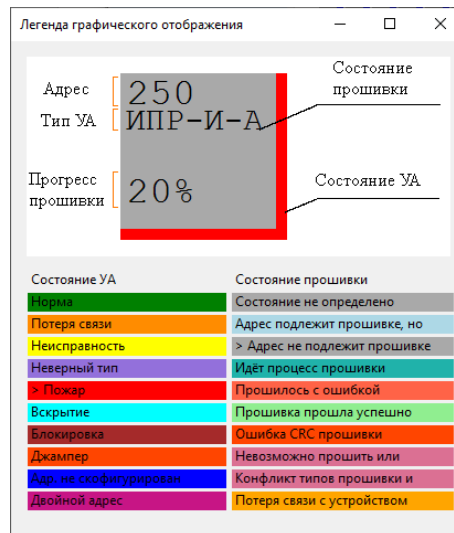 Легенда графического отображения
Адрес
250
Состояние прошивки
Тип УА
ИПР-И-А
Прогресс прошивки
20%
Состояние УА
Состояние УА
Состояние прошивки
Норма
Состояние не определено
Потеря связи
Адрес подлежит прошивке, но
Неисправность
> Адрес не подлежит прошивке
Неверный тип
Идёт процесс прошивки
> Пожар
Прошилось с ошибкой
Вскрытие
Прошивка прошла успешно
Блокировка
Ошибка CRC прошивки
Джампер
Невозможно прошить или
Адр. не скофигурирован
Конфликт типов прошивки и
Двойной адрес
Потеря связи с устройством